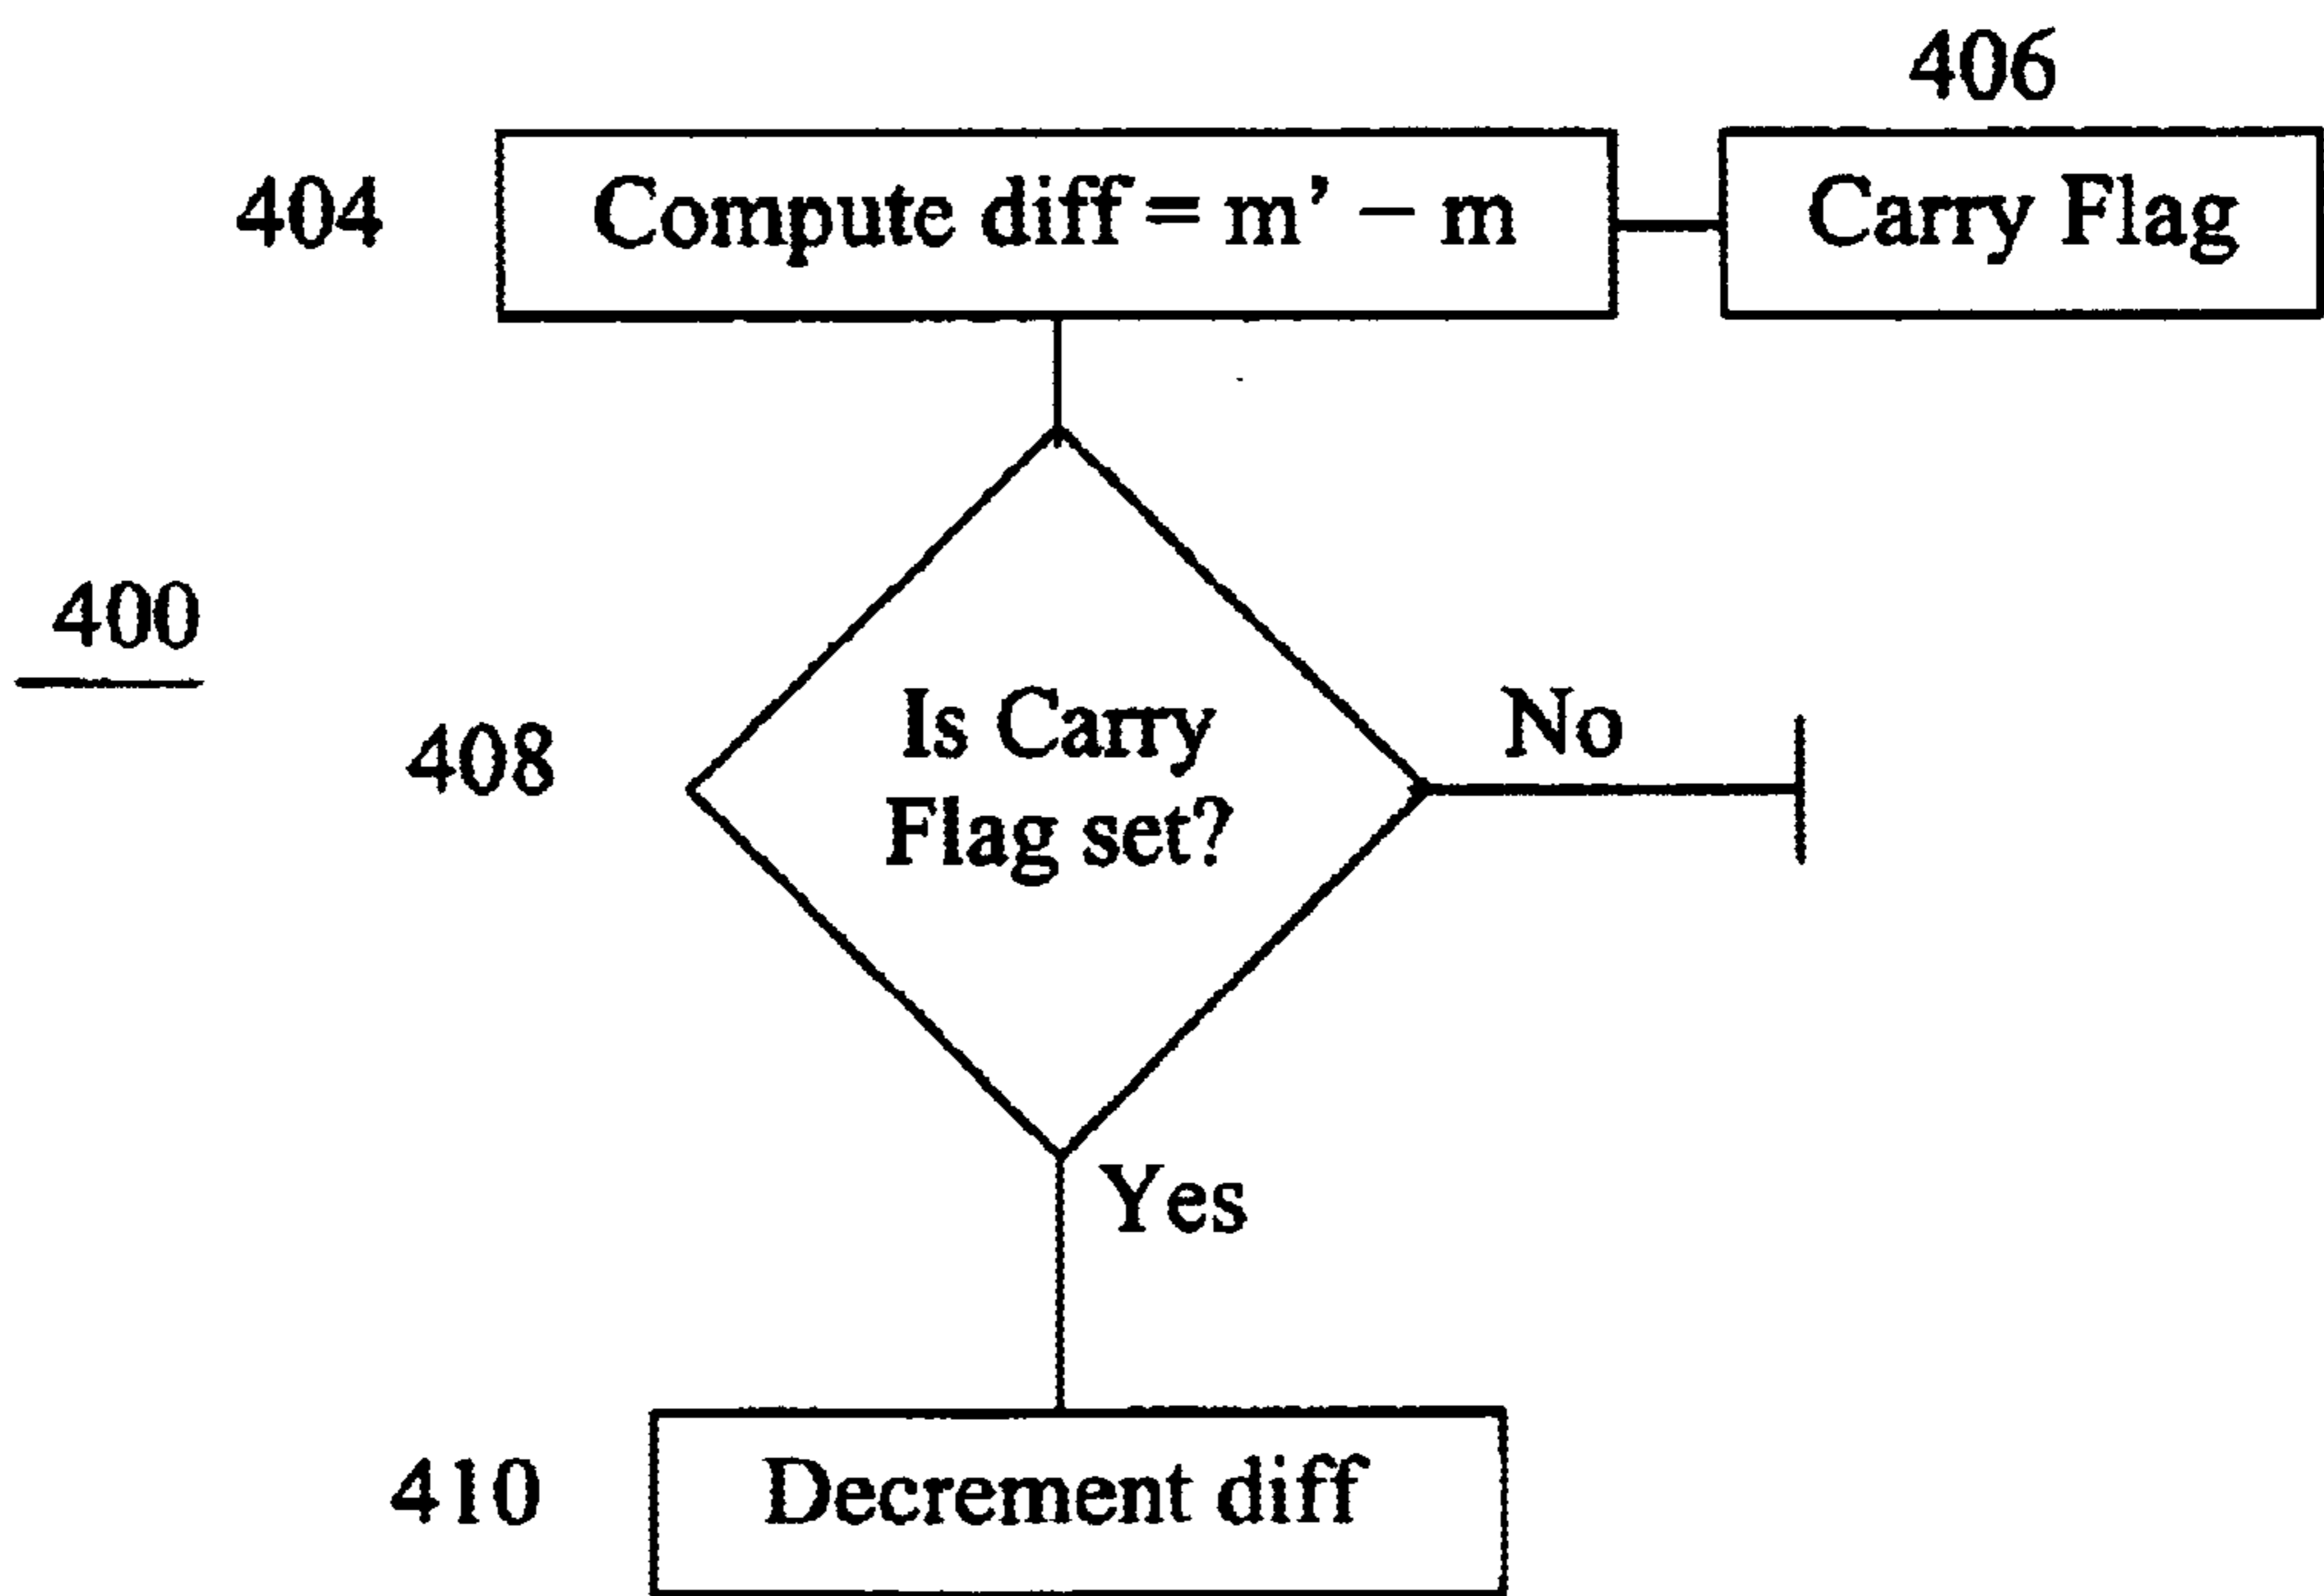 406
404
Compute diff = m’ – m
Carry Flag
400
408
Is Carry
Flag set?
No
Yes
410
Decrement diff